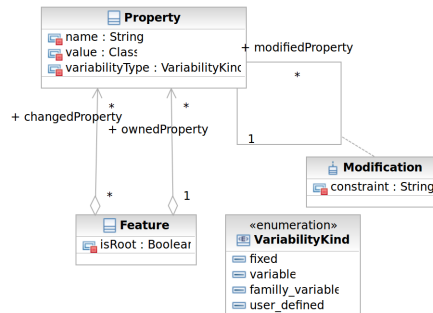 Property
name : String
value : Class
variabilityType : VariabilityKind
+ modifiedProperty
*
1
+ changedProperty
*
*
+ ownedProperty
*
1
Modification
constraint : String
Feature
isRoot : Boolear
«enumeration»
VariabilityKind
fixed
variable
familly_variable
user_defined